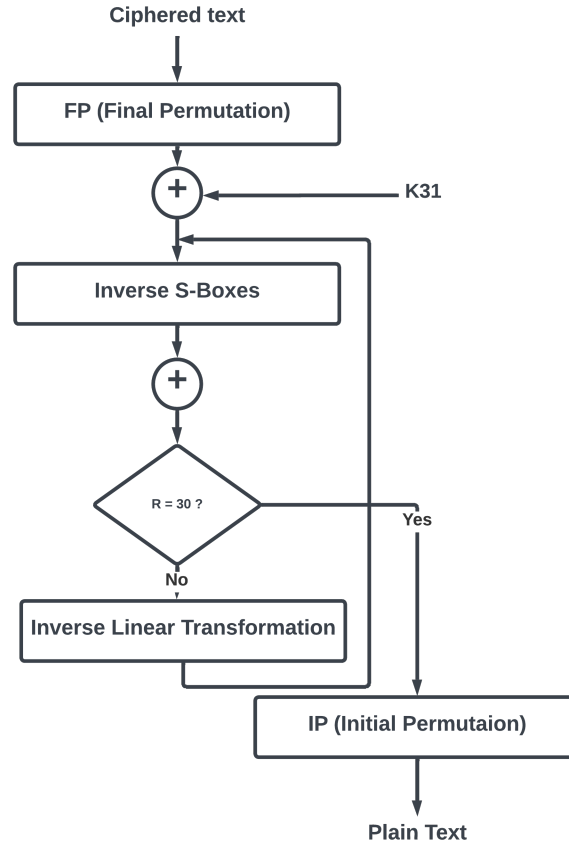 Ciphered text
FP (Final Permutation)
+
K31
Inverse S-Boxes
+
R = 30 ?
Yes
No
Inverse Linear Transformation
IP (Initial Permutaion)
Plain Text